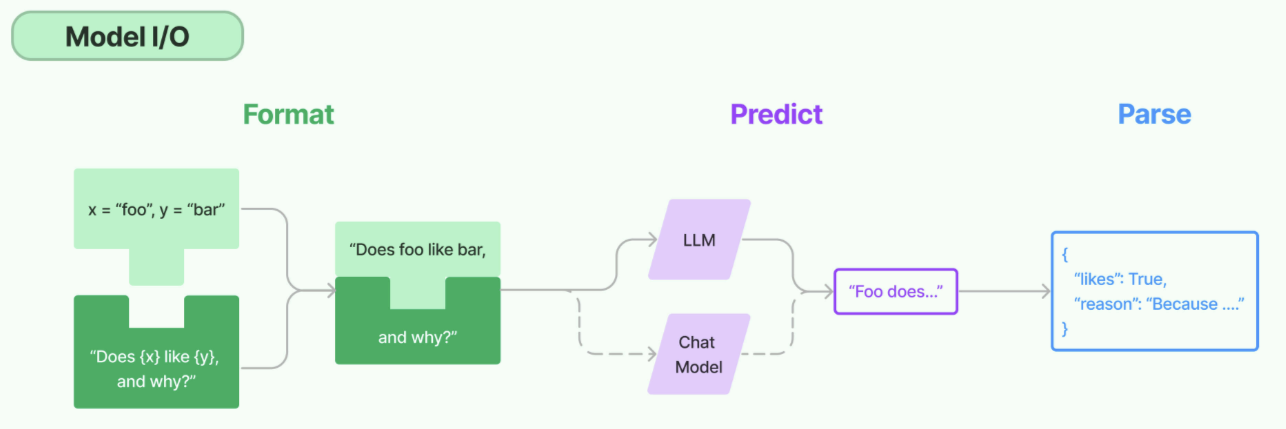 Model I/O
Format
Predict
Parse
x = “foo”, y = “bar”
“Does {x} like {y},
and why?”
“Does foo like bar,
and why?”
LLM
Chat
Model
“Foo does...”
{
“likes”: True,
“reason”: “Because ....”
}